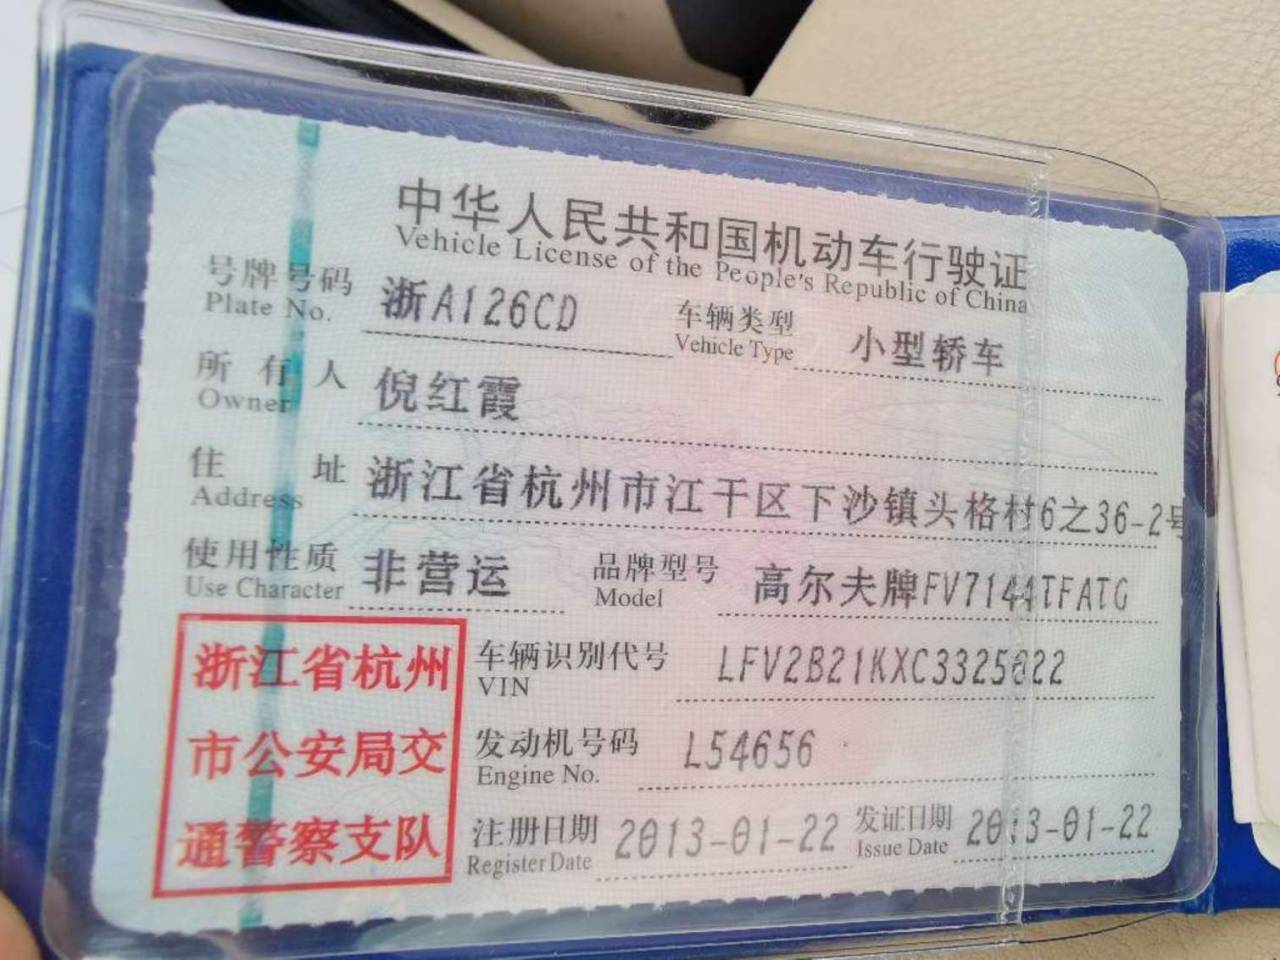 中华人民共和国机动车行驶证
Vehicle License of the People's Republic of China
号牌号码 浙A126CD 车辆类型 小型轿车
Plate No. Vehicle Type
所有人 倪红霞
Owner
住址 浙江省杭州市江干区下沙镇头格村6之36-2号
Address
使用性质 非营运 品牌型号 高尔夫牌FV7144TFATG
Use Character Model
浙江省杭州 车辆识别代号 LFV2B21KXC3325822
VIN
市公安局交 发动机号码 L54656
Engine No.
通警察支队 注册日期 2013-01-22 发证日期 2013-01-22
Register Date Issue Date